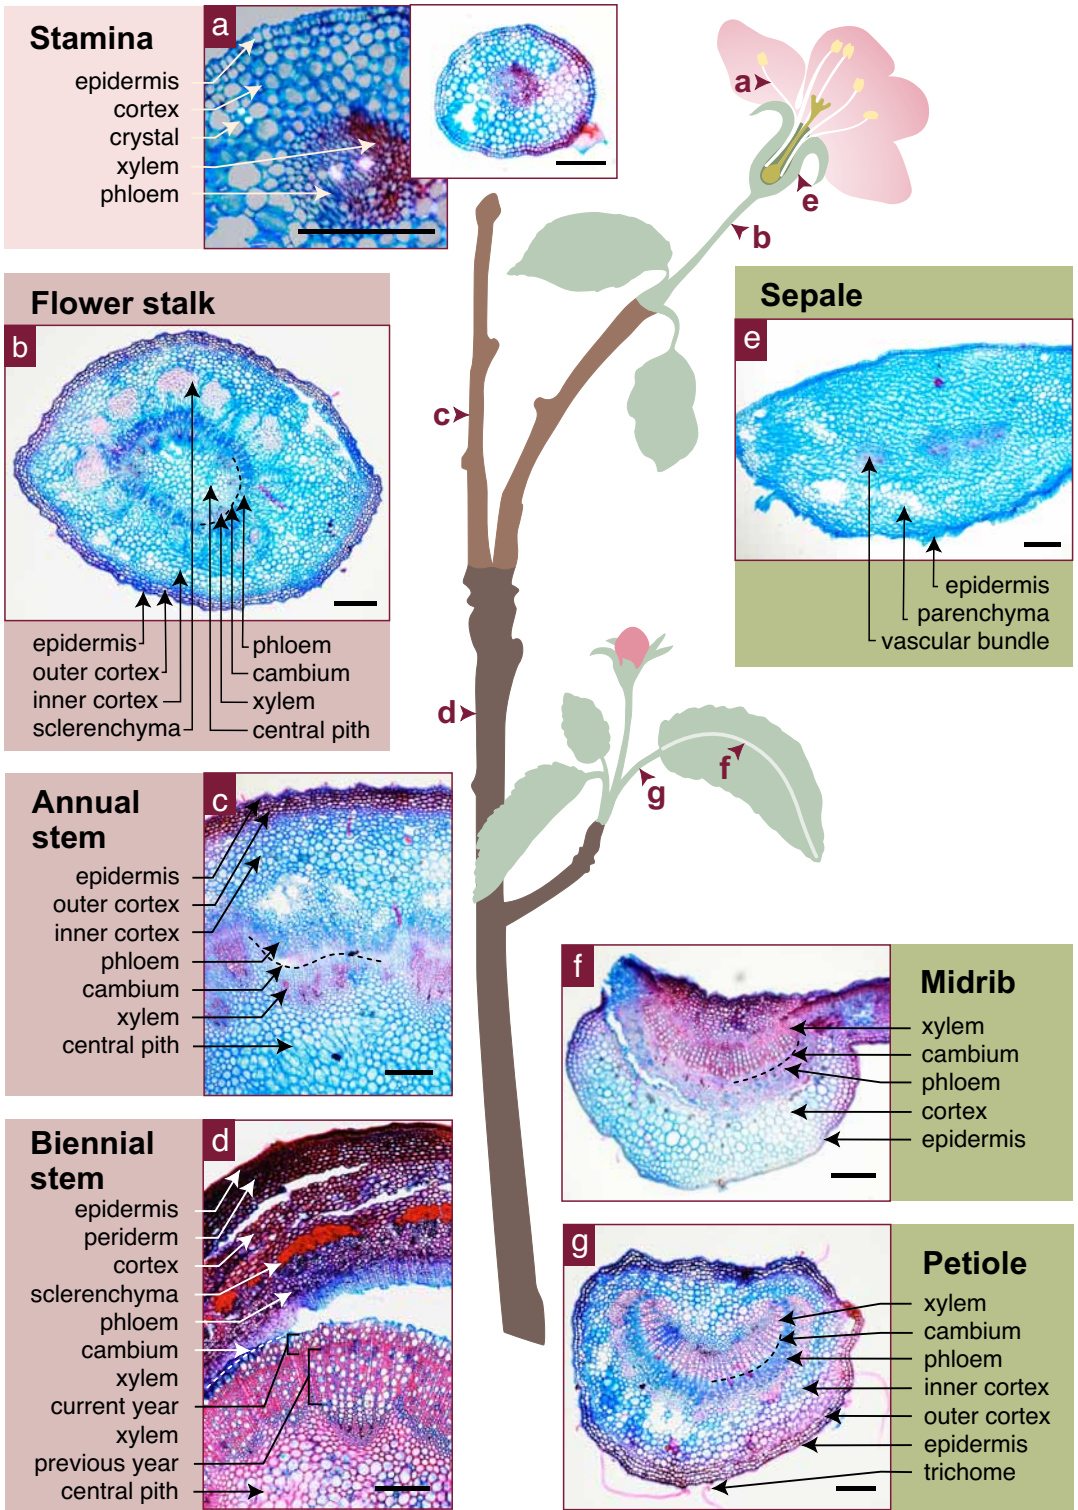 Stamina
a
epidermis
cortex
crystal
xylem
phloem
a
e
b
Flower stalk
b
epidermis
outer cortex
inner cortex
sclerenchyma
phloem
cambium
xylem
central pith
Sepale
e
epidermis
parenchyma
vascular bundle
c
d
f
g
Annual
stem
c
epidermis
outer cortex
inner cortex
phloem
cambium
xylem
central pith
Biennial
stem
d
epidermis
periderm
cortex
sclerenchyma
phloem
cambium
xylem
current year
xylem
previous year
central pith
f
Midrib
xylem
cambium
phloem
cortex
epidermis
g
Petiole
xylem
cambium
phloem
inner cortex
outer cortex
epidermis
trichome